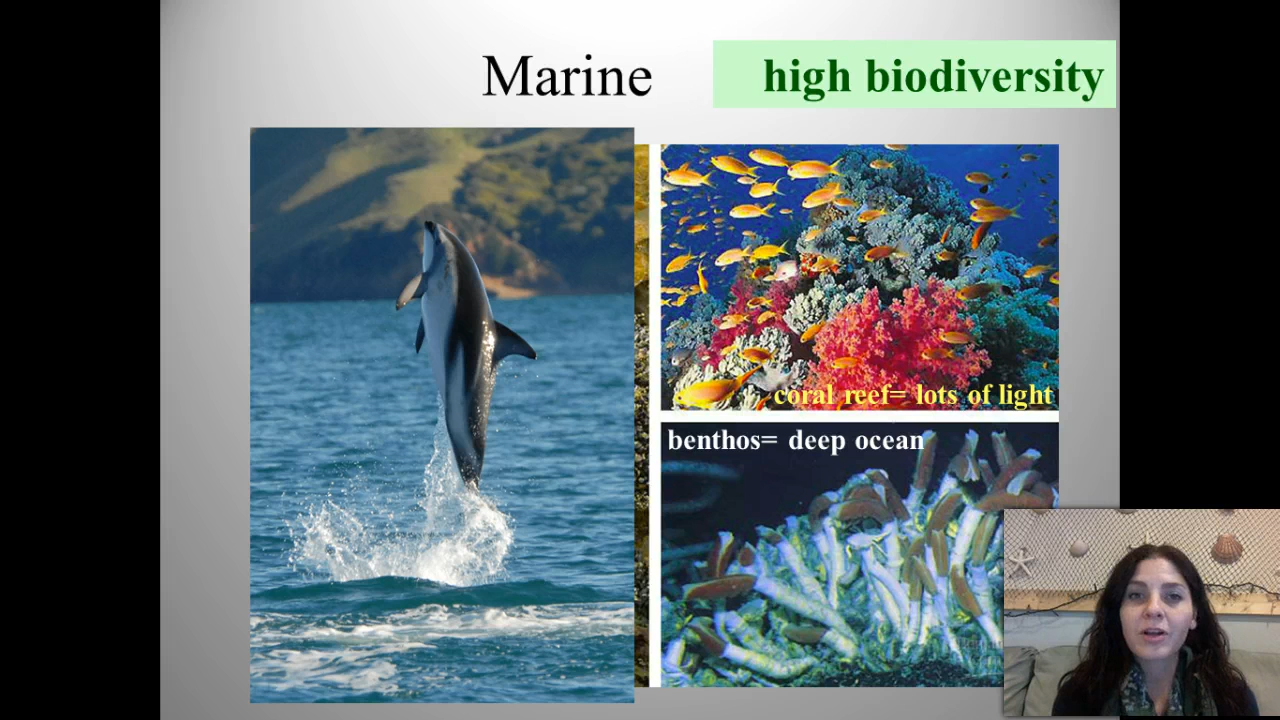 Marine
high biodiversity
coral reef= lots of light
benthos= deep ocean